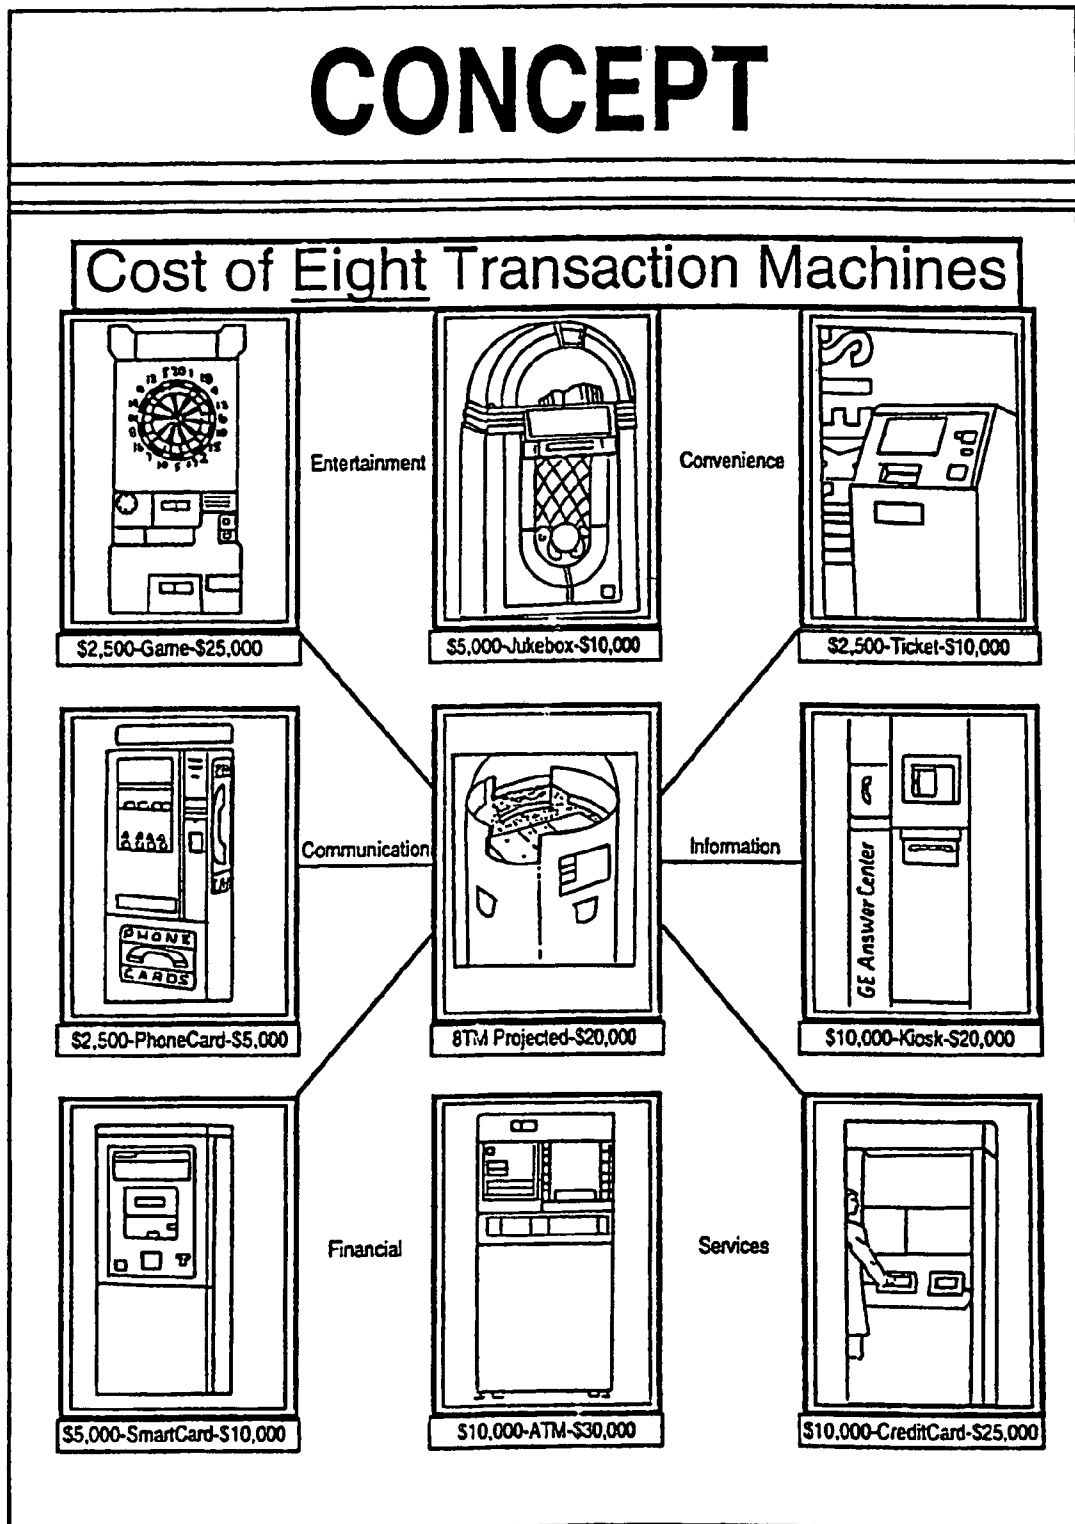 CONCEPT
Cost of Eight Transaction Machines
Entertainment
Convenience
TICKETS
$2,500-Game-$25,000
$5,000-Jukebox-$10,000
$2,500-Ticket-$10,000
Communication
Information
PHONE
CARDS
GE Answer Center
$2,500-PhoneCard-$5,000
8TM Projected-$20,000
$10,000-Kiosk-$20,000
Financial
Services
$5,000-SmartCard-$10,000
$10,000-ATM-$30,000
$10,000-CreditCard-$25,000